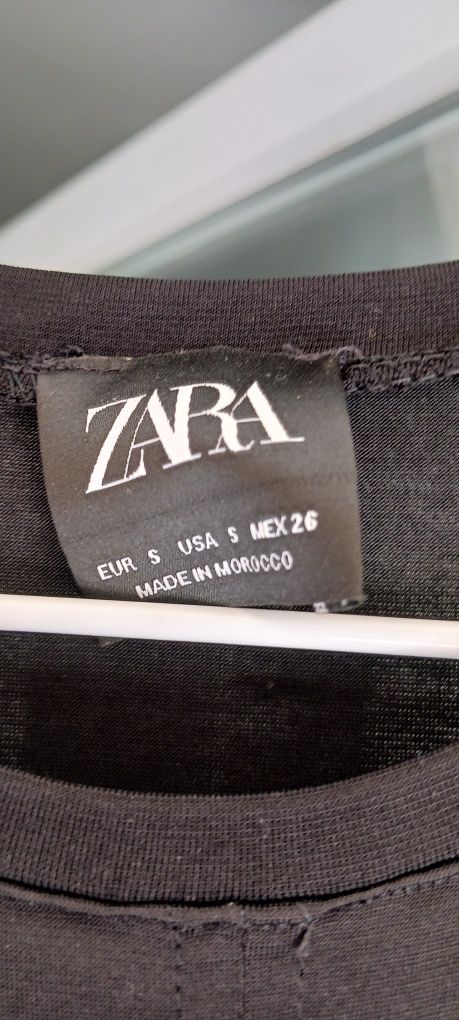 ZARA
EUR S USA S MEX 26
MADE IN MOROCCO